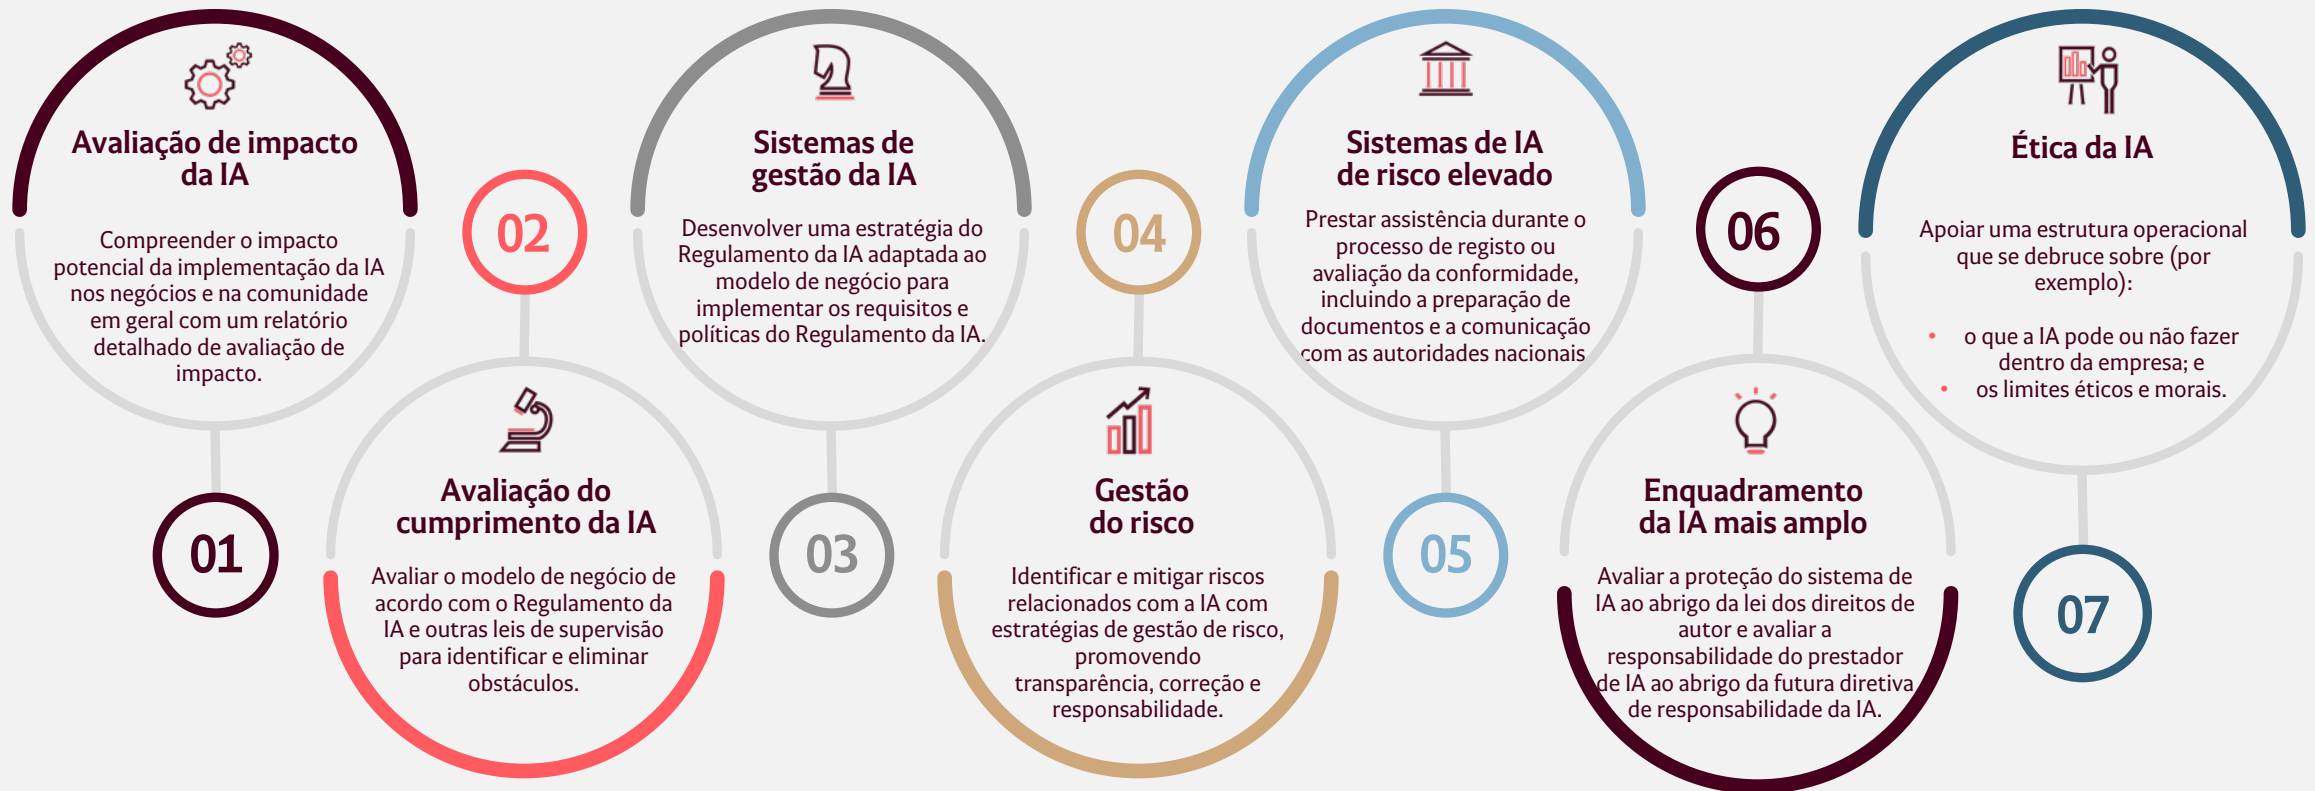 Avaliação de impacto
da IA
Compreender o impacto
potencial da implementação da IA
nos negócios e na comunidade
em geral com um relatório
detalhado de avaliação de
impacto.
01
02
Avaliação do
cumprimento da IA
Avaliar o modelo de negócio de
acordo com o Regulamento da
IA e outras leis de supervisão
para identificar e eliminar
obstáculos.
Sistemas de
gestão da IA
Desenvolver uma estratégia do
Regulamento da IA adaptada ao
modelo de negócio para
implementar os requisitos e
políticas do Regulamento da IA.
03
04
Gestão
do risco
Identificar e mitigar riscos
relacionados com a IA com
estratégias de gestão de risco,
promovendo
transparência, correção e
responsabilidade.
Sistemas de IA
de risco elevado
Prestar assistência durante o
processo de registo ou
avaliação da conformidade,
incluindo a preparação de
documentos e a comunicação
com as autoridades nacionais
05
06
Enquadramento
da IA mais amplo
Avaliar a proteção do sistema de
IA ao abrigo da lei dos direitos de
autor e avaliar a
responsabilidade do prestador
de IA ao abrigo da futura diretiva
de responsabilidade da IA.
Ética da IA
Apoiar uma estrutura operacional
que se debruce sobre (por
exemplo):
• o que a IA pode ou não fazer
dentro da empresa; e
• os limites éticos e morais.
07